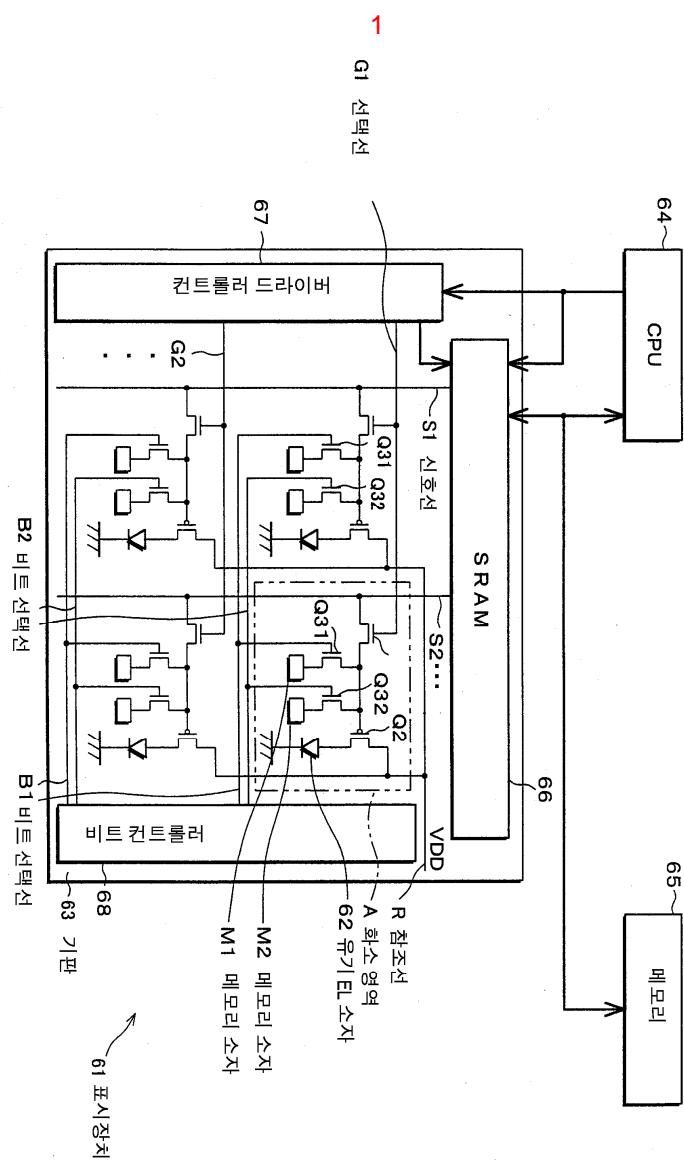 1
G1 선택선
64
CPU
65
메모리
67
컨트롤러 드라이버
SRAM
66
G2
S1 신호선
S2...
Q31
Q32
Q31
Q32
Q2
B2 비트 선택선
B1 비트 선택선
비트 컨트롤러
68
63 기판
VDD
R 참조선
A 화소 영역
62 유기 EL 소자
M2 메모리 소자
M1 메모리 소자
61 표시장치